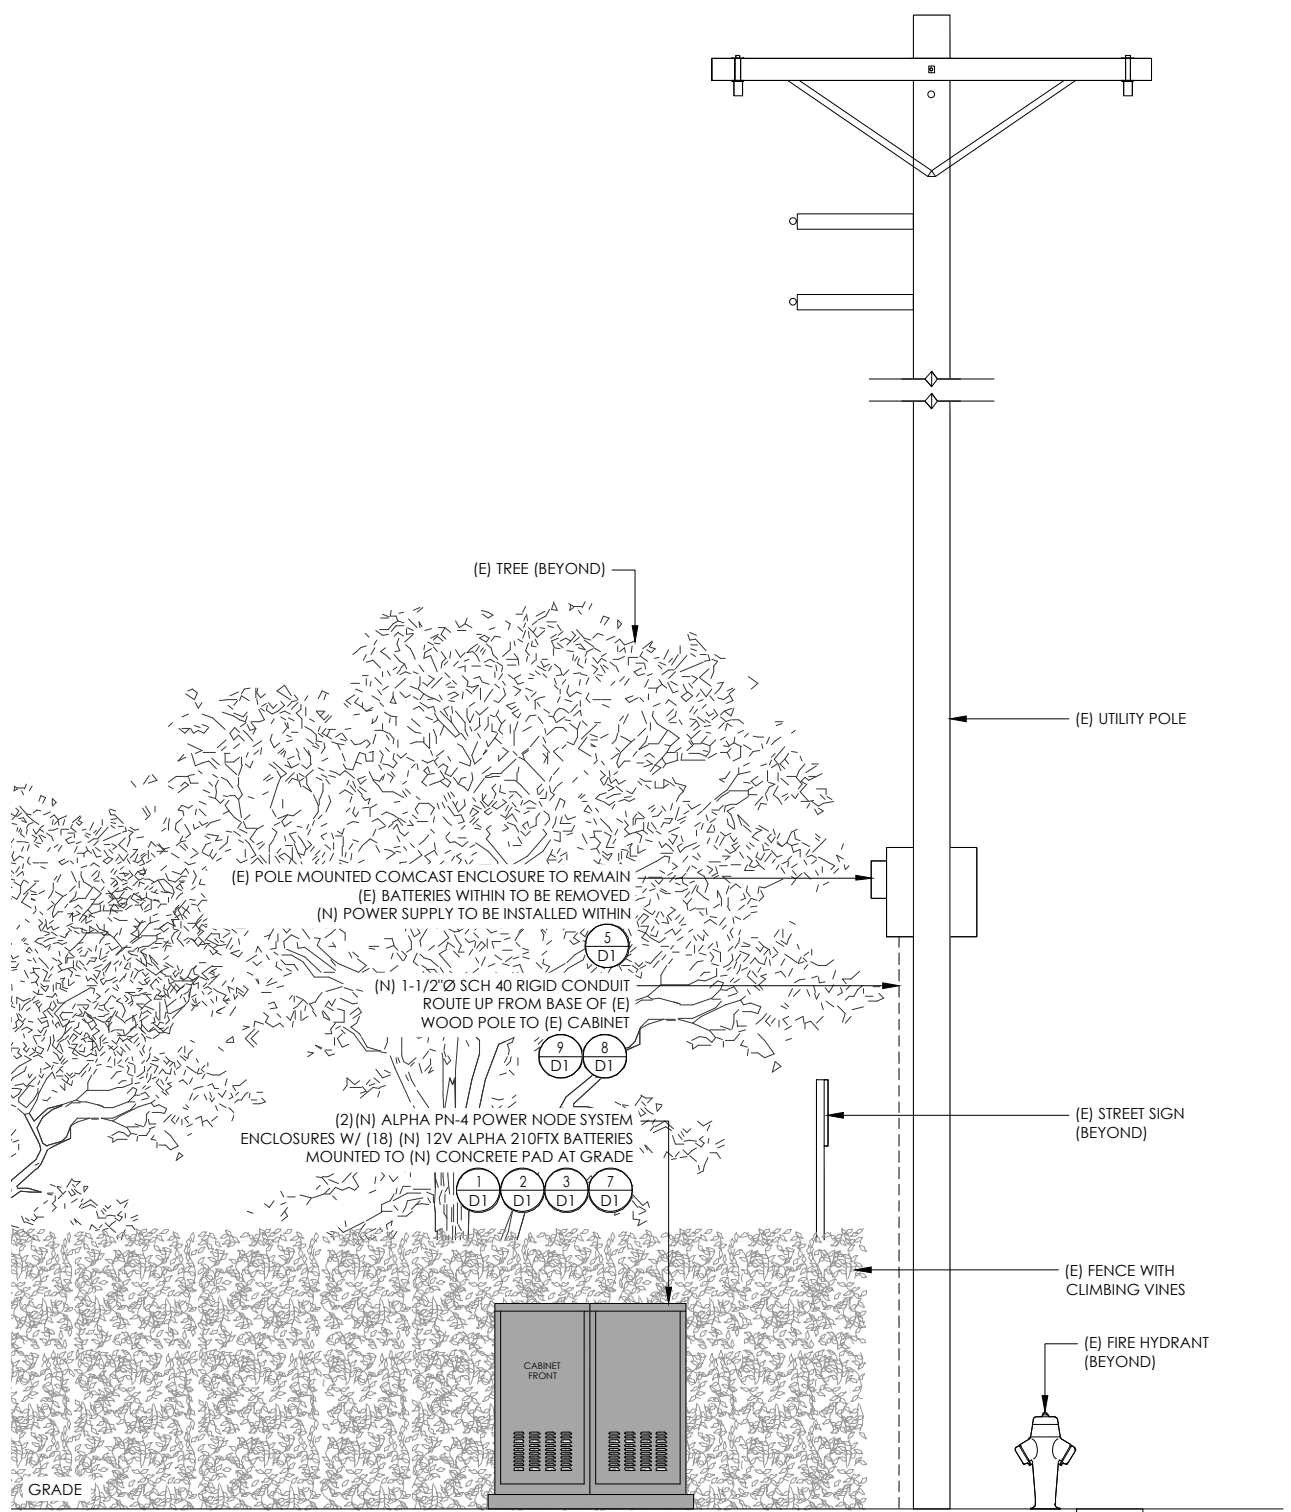 (E) TREE (BEYOND)
(E) UTILITY POLE
(E) POLE MOUNTED COMCAST ENCLOSURE TO REMAIN
(E) BATTERIES WITHIN TO BE REMOVED
(N) POWER SUPPLY TO BE INSTALLED WITHIN
5
D1
(N) 1-1/2"Ø SCH 40 RIGID CONDUIT
ROUTE UP FROM BASE OF (E)
WOOD POLE TO (E) CABINET
9 8
D1 D1
(2)(N) ALPHA PN-4 POWER NODE SYSTEM
ENCLOSURES W/ (18) (N) 12V ALPHA 210FTX BATTERIES
MOUNTED TO (N) CONCRETE PAD AT GRADE
1 2 3 7
D1 D1 D1 D1
(E) STREET SIGN
(BEYOND)
(E) FENCE WITH
CLIMBING VINES
(E) FIRE HYDRANT
(BEYOND)
CABINET
FRONT
GRADE